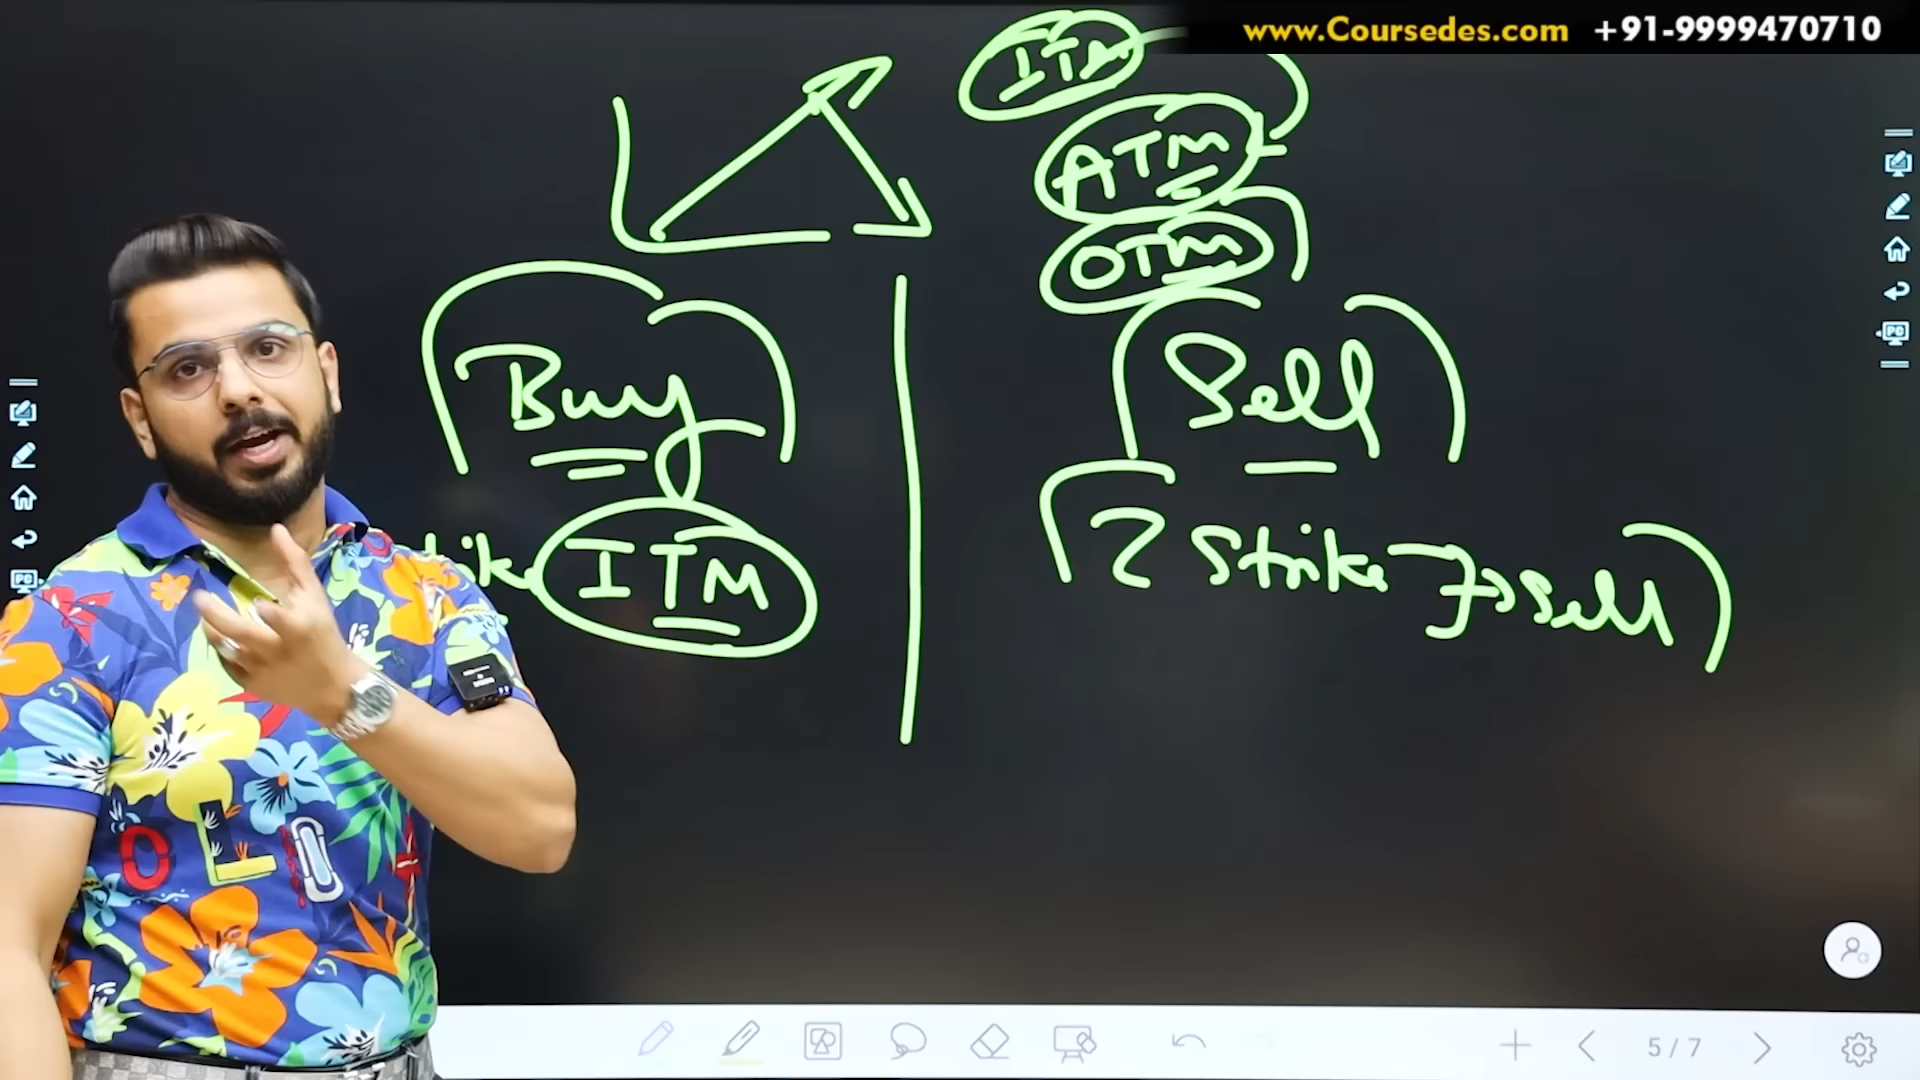 www.Coursedes.com +91-9999470710
ITM
ATM
OTM
Buy
Sell
ITM
2 Strike Sell
5 / 7